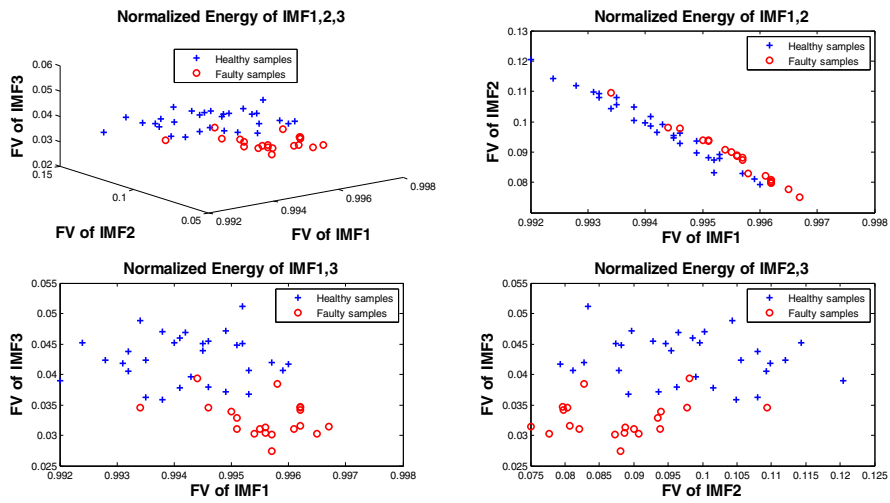 Normalized Energy of IMF1,2,3
Healthy samples
Faulty samples
FV of IMF3
0.06
0.05
0.04
0.03
0.02
0.15
0.1
0.05
FV of IMF2
0.992
0.994
0.996
0.998
FV of IMF1
Normalized Energy of IMF1,2
Healthy samples
Faulty samples
FV of IMF2
0.13
0.12
0.11
0.1
0.09
0.08
0.992 0.993 0.994 0.995 0.996 0.997 0.998
FV of IMF1
Normalized Energy of IMF1,3
Healthy samples
Faulty samples
FV of IMF3
0.055
0.05
0.045
0.04
0.035
0.03
0.025
0.992 0.993 0.994 0.995 0.996 0.997 0.998
FV of IMF1
Normalized Energy of IMF2,3
Healthy samples
Faulty samples
FV of IMF3
0.055
0.05
0.045
0.04
0.035
0.03
0.025
0.075 0.08 0.085 0.09 0.095 0.1 0.105 0.11 0.115 0.12 0.125
FV of IMF2